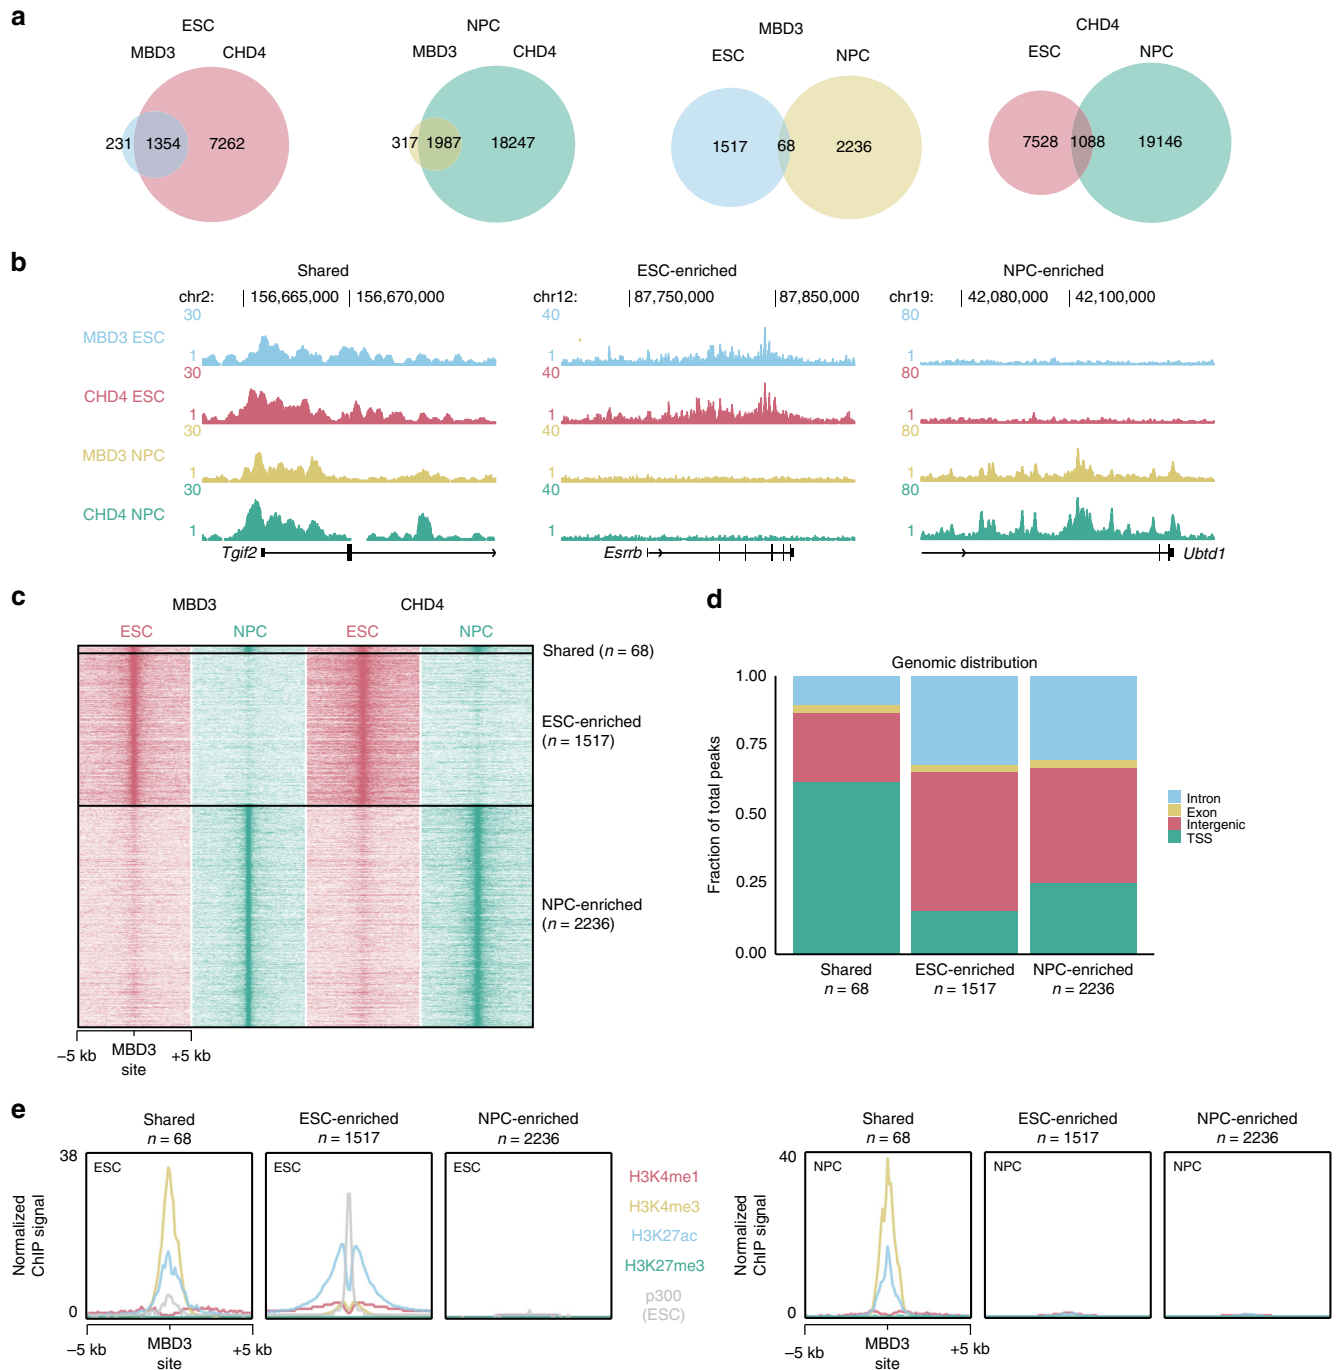 a
ESC
MBD3 CHD4
231 1354 7262
NPC
MBD3 CHD4
317 1987 18247
MBD3
ESC NPC
1517 68 2236
CHD4
ESC NPC
7528 1088 19146
b
Shared
chr2: 156,665,000 156,670,000
ESC-enriched
chr12: 87,750,000 87,850,000
NPC-enriched
chr19: 42,080,000 42,100,000
30 40 80
MBD3 ESC
1 1 1
30 40 80
CHD4 ESC
1 1 1
30 40 80
MBD3 NPC
1 1 1
30 40 80
CHD4 NPC
1 1 1
Tgif2 Esrrb Ubtd1
c
MBD3 CHD4
ESC NPC ESC NPC
Shared (n = 68)
ESC-enriched
(n = 1517)
NPC-enriched
(n = 2236)
–5 kb MBD3 +5 kb
site
d
Genomic distribution
Fraction of total peaks
1.00
0.75
0.50
0.25
0.00
Shared
n = 68
ESC-enriched
n = 1517
NPC-enriched
n = 2236
Intron
Exon
Intergenic
TSS
e
Shared
n = 68
ESC-enriched
n = 1517
NPC-enriched
n = 2236
38
0
Normalized
ChIP signal
ESC ESC ESC
–5 kb MBD3 +5 kb
site
H3K4me1
H3K4me3
H3K27ac
H3K27me3
p300
(ESC)
Shared
n = 68
ESC-enriched
n = 1517
NPC-enriched
n = 2236
40
0
Normalized
ChIP signal
NPC NPC NPC
–5 kb MBD3 +5 kb
site